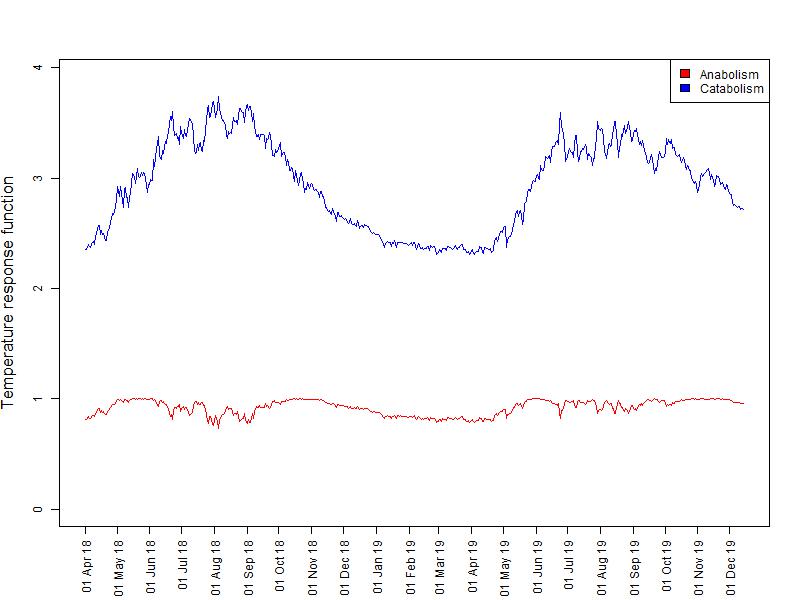 Anabolism
Catabolism
Temperature response function
4
3
2
1
0
01 Apr 18
01 May 18
01 Jun 18
01 Jul 18
01 Aug 18
01 Sep 18
01 Oct 18
01 Nov 18
01 Dec 18
01 Jan 19
01 Feb 19
01 Mar 19
01 Apr 19
01 May 19
01 Jun 19
01 Jul 19
01 Aug 19
01 Sep 19
01 Oct 19
01 Nov 19
01 Dec 19